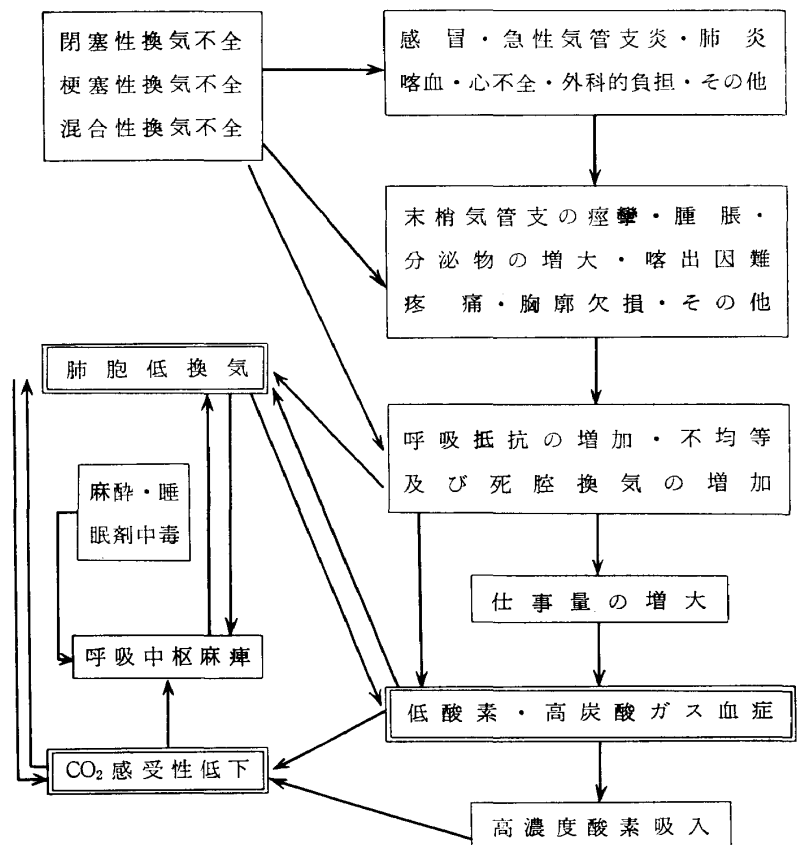 閉塞性換気不全
梗塞性換気不全
混合性換気不全
感冒・急性気管支炎・肺炎
喀血・心不全・外科的負担・その他
末梢気管支の痙攣・腫脹・
分泌物の増大・喀出因難
疼痛・胸廓欠損・その他
肺胞低換気
呼吸抵抗の増加・不均等
及び死腔換気の増加
麻酔・睡
眠剤中毒
仕事量の増大
呼吸中枢麻痺
低酸素・高炭酸ガス血症
CO₂感受性低下
高濃度酸素吸入